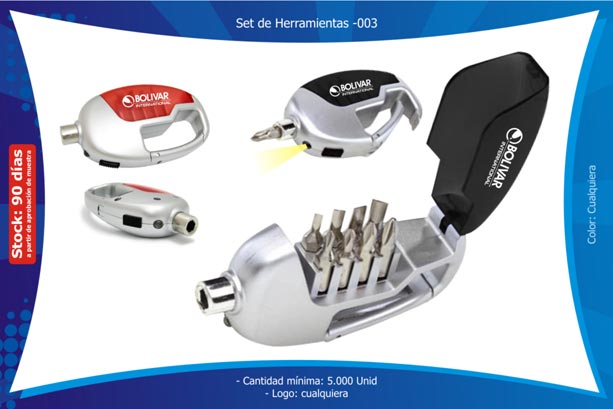 Set de Herramientas -003
BOLIVAR
INTERNATIONAL
BOLIVAR
INTERNATIONAL
BOLIVAR
INTERNATIONAL
Stock: 90 días
a partir de aprobación de muestra
Color: Cualquiera
- Cantidad mínima: 5.000 Unid
- Logo: cualquiera